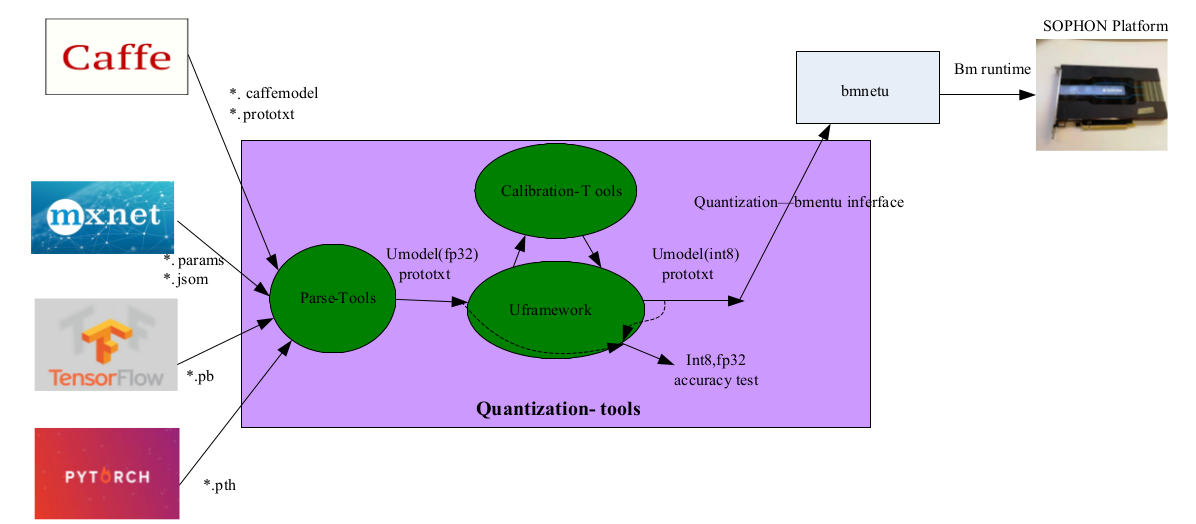 Caffe
*. caffemodel
*. prototxt
mxnet
*. params
*. jsom
TensorFlow
*.pb
PYTORCH
*.pth
Parse-Tools
Umodel(fp32)
prototxt
Calibration-T ools
Uframework
Umodel(int8)
prototxt
Int8,fp32
accuracy test
Quantization- tools
Quantization—bmentu inferface
bmnetu
Bm runtime
SOPHON Platform